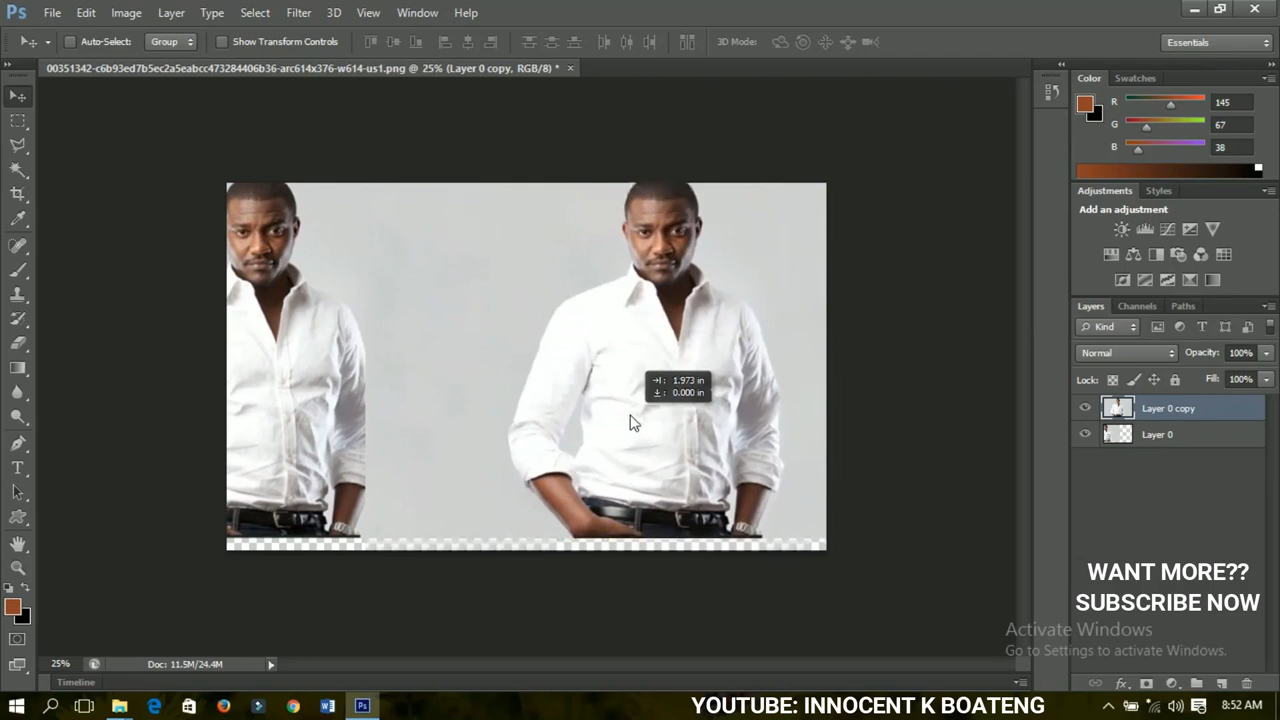 Ps File Edit Image Layer Type Select Filter 3D View Window Help
Auto-Select: Group Show Transform Controls 3D Mode: Essentials
00351342-c6b93ed7b5ec2a5eabcc473284406b36-arc614x376-w614-us1.png @ 25% (Layer 0 copy, RGB/8) *
Color Swatches
R 145
G 67
B 38
Adjustments Styles
Add an adjustment
Layers Channels Paths
Kind
Normal Opacity: 100%
Lock: Fill: 100%
Layer 0 copy
Layer 0
1.973 in
0.000 in
WANT MORE??
SUBSCRIBE NOW
Activate Windows
Go to Settings to activate Windows.
25% Doc: 11.5M/24.4M
Timeline
YOUTUBE: INNOCENT K BOATENG
8:52 AM